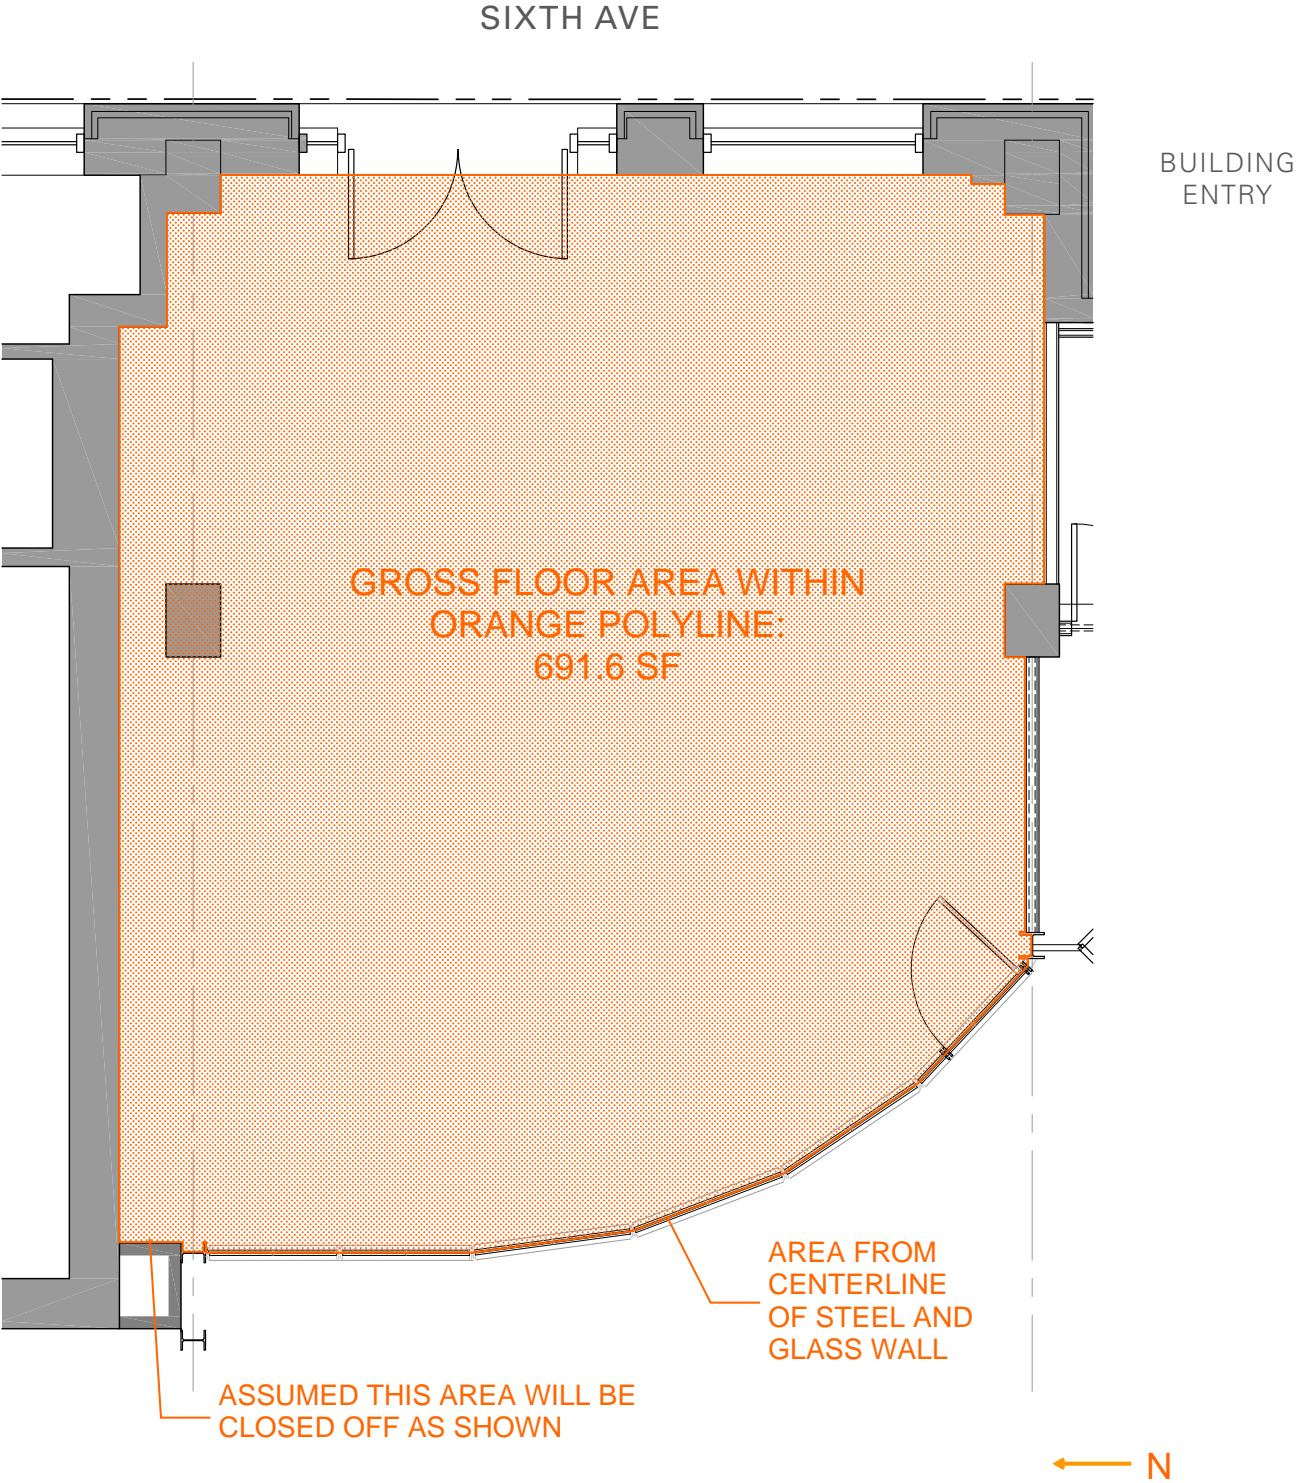 SIXTH AVE
BUILDING
ENTRY
GROSS FLOOR AREA WITHIN
ORANGE POLYLINE:
691.6 SF
AREA FROM
CENTERLINE
OF STEEL AND
GLASS WALL
ASSUMED THIS AREA WILL BE
CLOSED OFF AS SHOWN
N